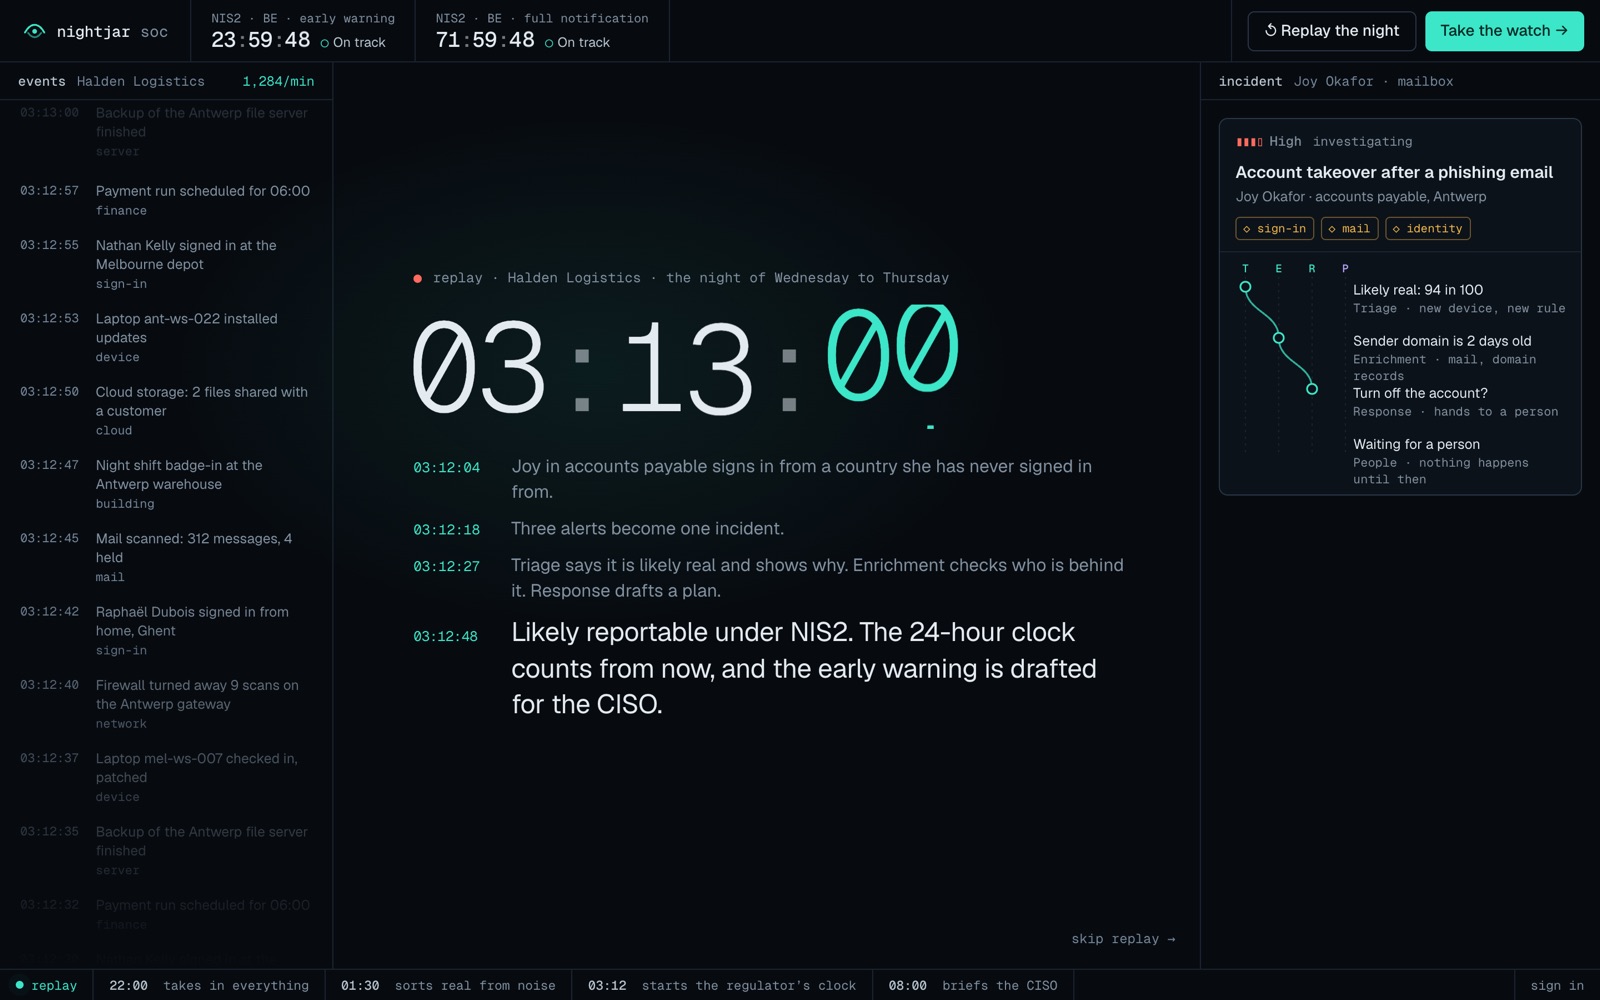 nightjar soc
NIS2 · BE · early warning
23:59:48 On track
NIS2 · BE · full notification
71:59:48 On track
Replay the night
Take the watch →
events Halden Logistics 1,284/min
03:13:00 Backup of the Antwerp file server
finished
server
03:12:57 Payment run scheduled for 06:00
finance
03:12:55 Nathan Kelly signed in at the
Melbourne depot
sign-in
03:12:53 Laptop ant-ws-022 installed
updates
device
03:12:50 Cloud storage: 2 files shared with
a customer
cloud
03:12:47 Night shift badge-in at the
Antwerp warehouse
building
03:12:45 Mail scanned: 312 messages, 4
held
mail
03:12:42 Raphaël Dubois signed in from
home, Ghent
sign-in
03:12:40 Firewall turned away 9 scans on
the Antwerp gateway
network
03:12:37 Laptop mel-ws-007 checked in,
patched
device
03:12:35 Backup of the Antwerp file server
finished
server
03:12:32 Payment run scheduled for 06:00
finance
replay · Halden Logistics · the night of Wednesday to Thursday
03:13:00
03:12:04 Joy in accounts payable signs in from a country she has never signed in
from.
03:12:18 Three alerts become one incident.
03:12:27 Triage says it is likely real and shows why. Enrichment checks who is behind
it. Response drafts a plan.
03:12:48 Likely reportable under NIS2. The 24-hour clock
counts from now, and the early warning is drafted
for the CISO.
skip replay →
incident Joy Okafor · mailbox
High investigating
Account takeover after a phishing email
Joy Okafor · accounts payable, Antwerp
◇ sign-in ◇ mail ◇ identity
T E R P
Likely real: 94 in 100
Triage · new device, new rule
Sender domain is 2 days old
Enrichment · mail, domain
records
Turn off the account?
Response · hands to a person
Waiting for a person
People · nothing happens
until then
replay
22:00 takes in everything
01:30 sorts real from noise
03:12 starts the regulator's clock
08:00 briefs the CISO
sign in